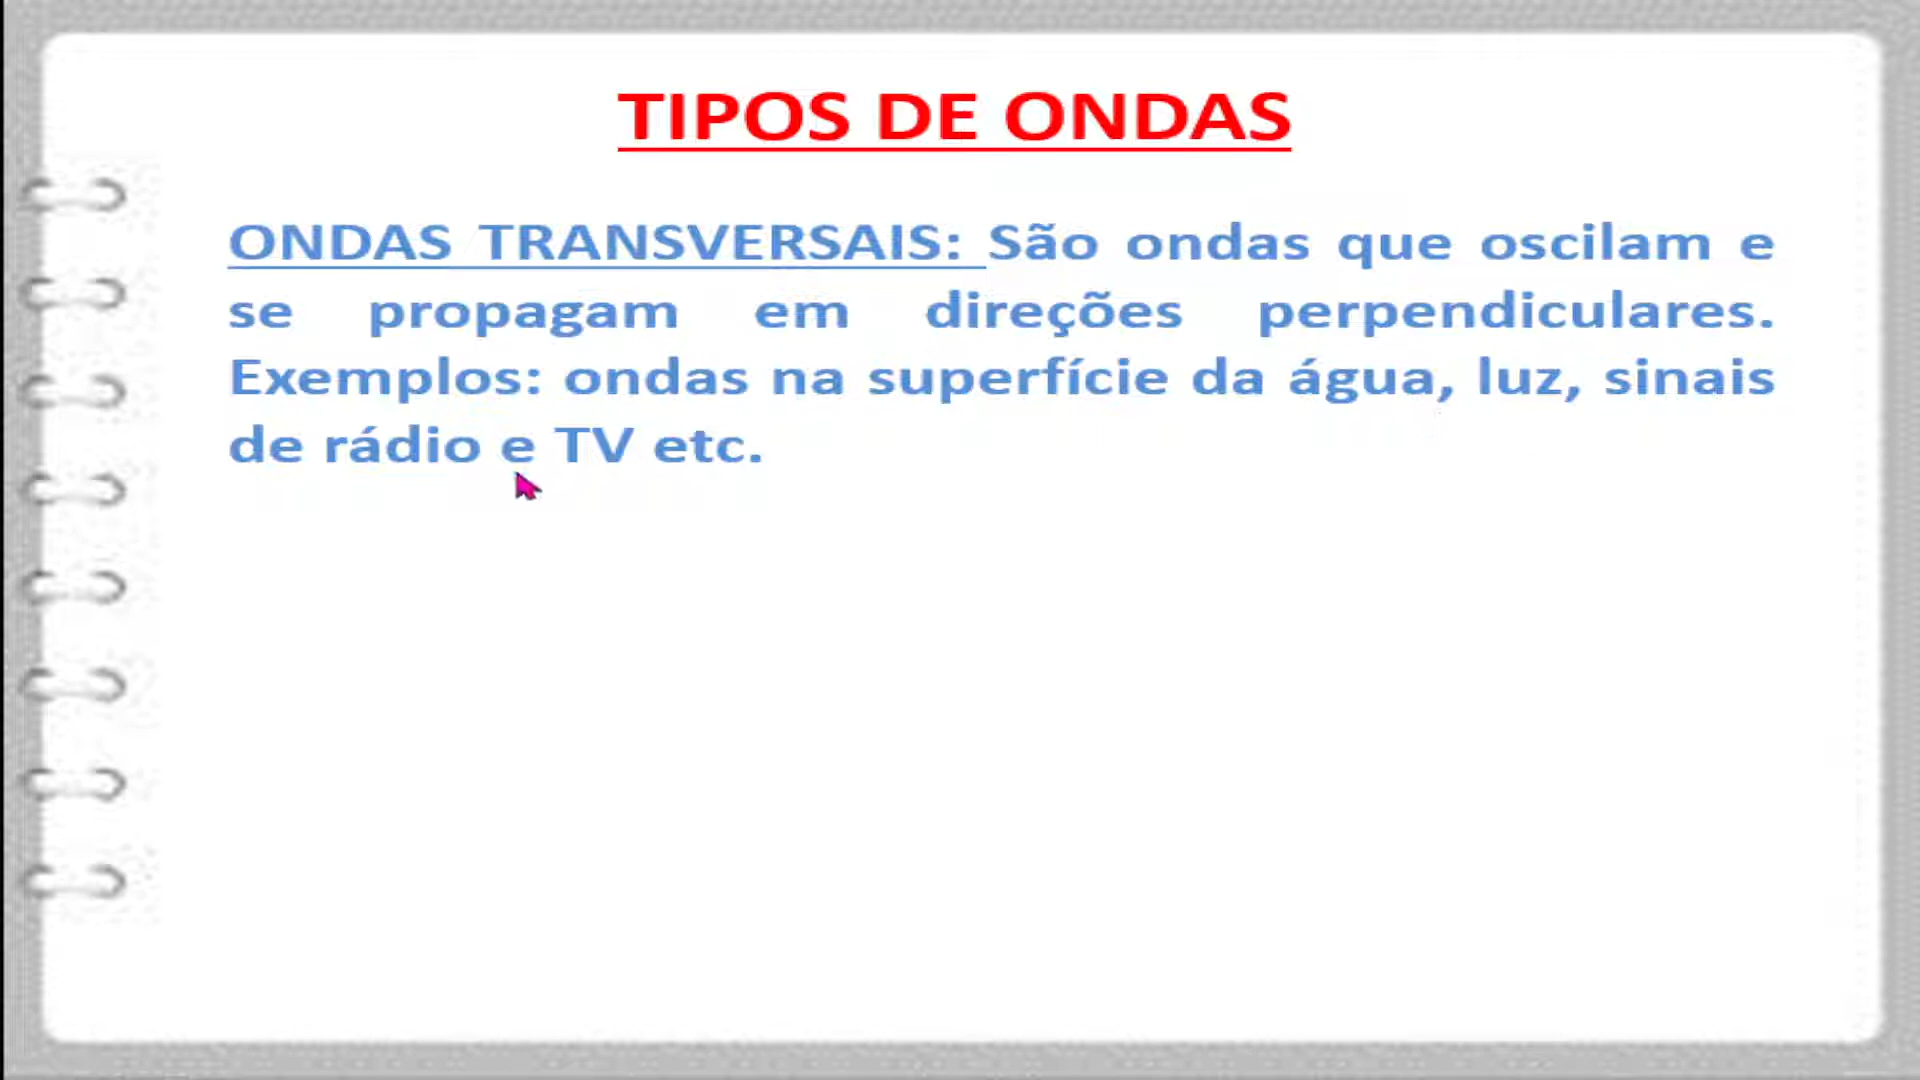 TIPOS DE ONDAS
ONDAS TRANSVERSAIS: São ondas que oscilam e
se propagam em direções perpendiculares.
Exemplos: ondas na superfície da água, luz, sinais
de rádio e TV etc.